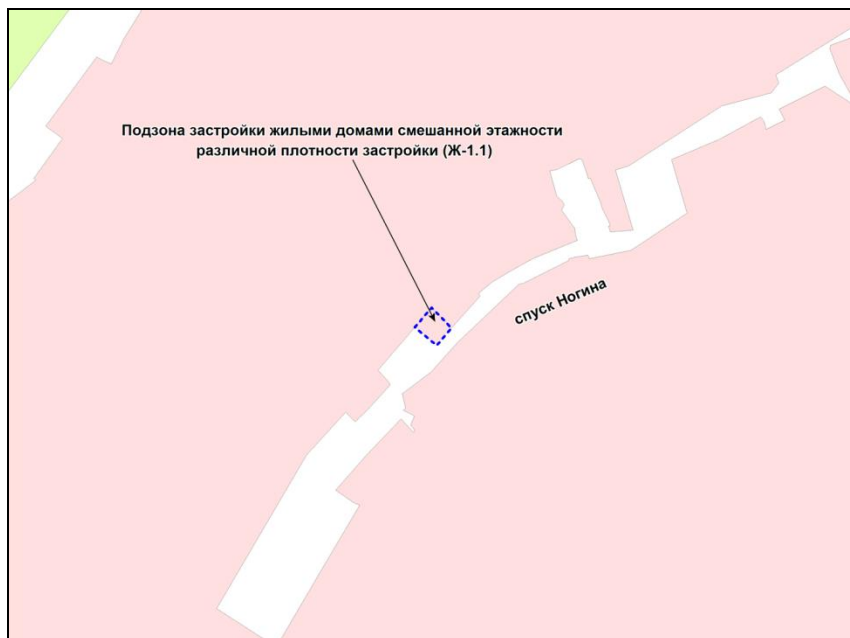 Подзона застройки жилыми домами смешанной этажности
различной плотности застройки (Ж-1.1)
спуск Ногина